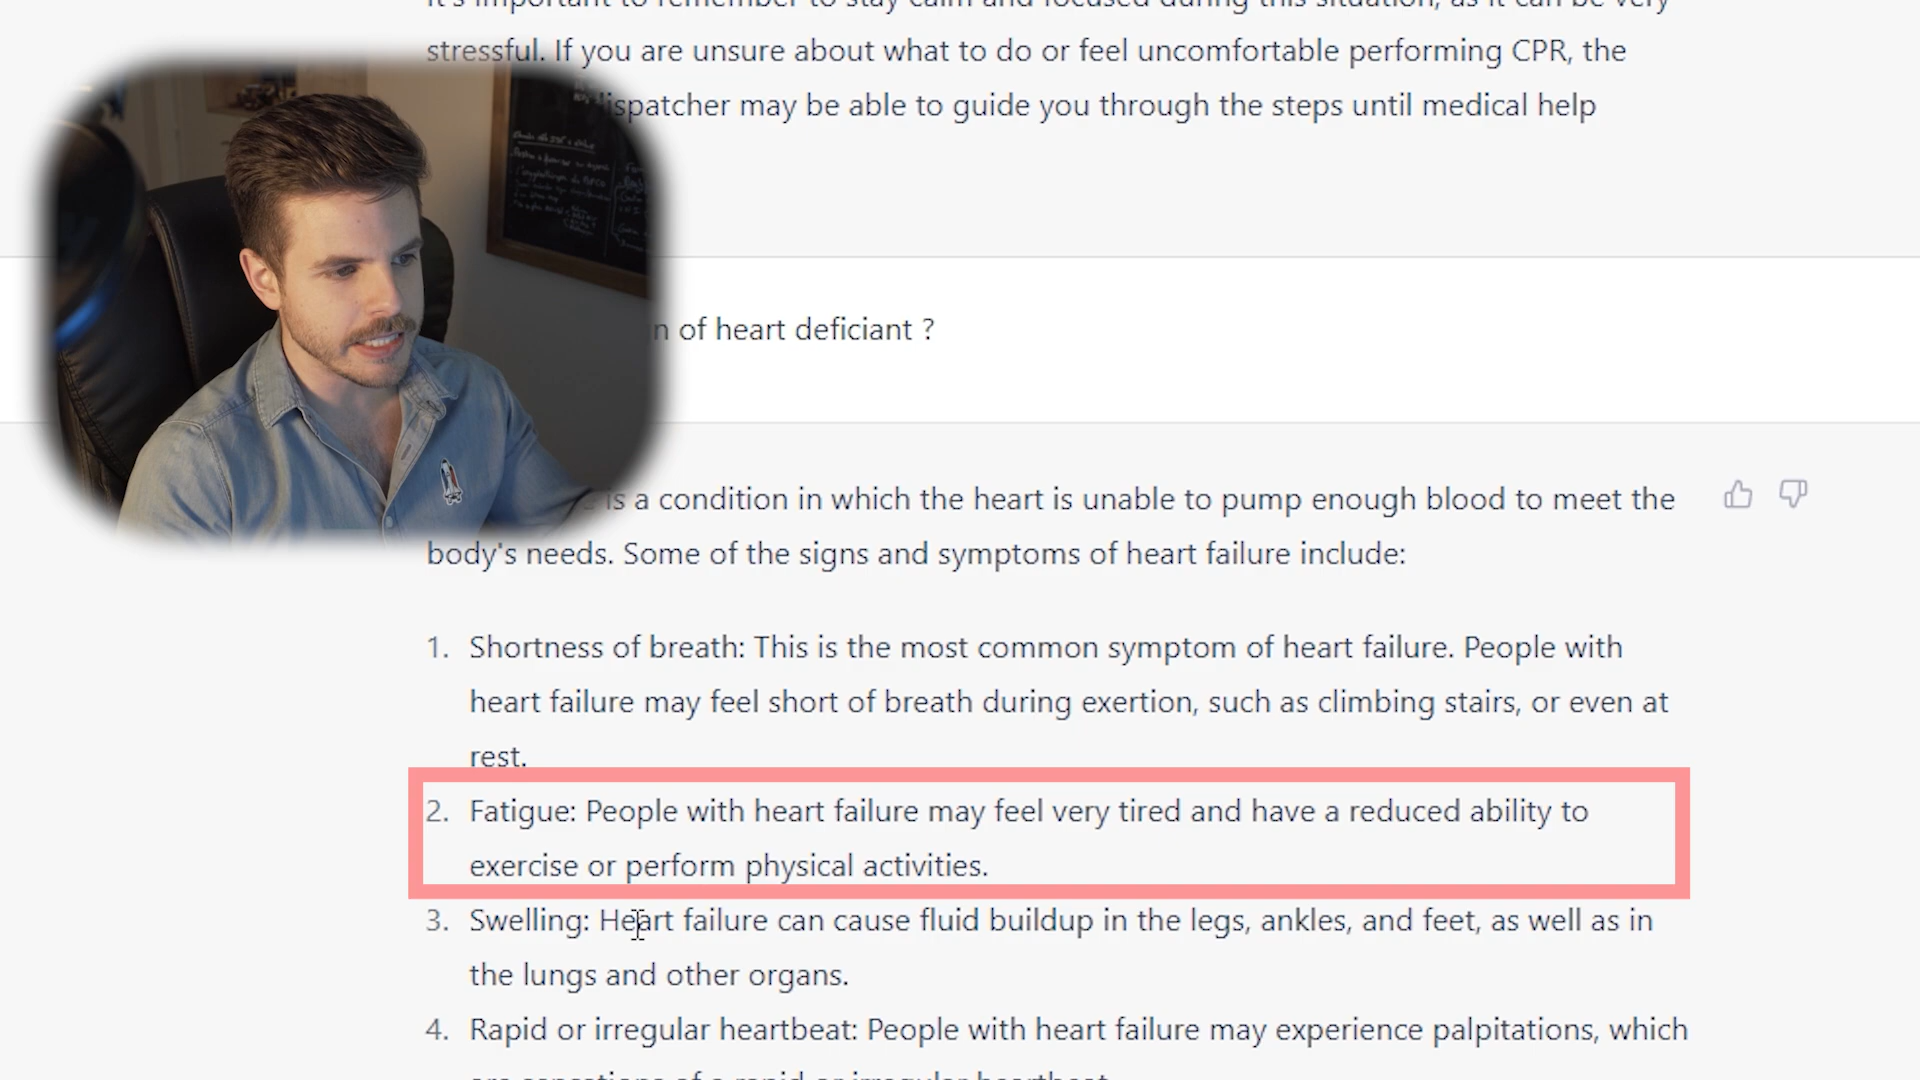 stressful. If you are unsure about what to do or feel uncomfortable performing CPR, the
ispatcher may be able to guide you through the steps until medical help
n of heart deficiant ?
is a condition in which the heart is unable to pump enough blood to meet the
body's needs. Some of the signs and symptoms of heart failure include:
1. Shortness of breath: This is the most common symptom of heart failure. People with
heart failure may feel short of breath during exertion, such as climbing stairs, or even at
rest.
2. Fatigue: People with heart failure may feel very tired and have a reduced ability to
exercise or perform physical activities.
3. Swelling: Heart failure can cause fluid buildup in the legs, ankles, and feet, as well as in
the lungs and other organs.
4. Rapid or irregular heartbeat: People with heart failure may experience palpitations, which